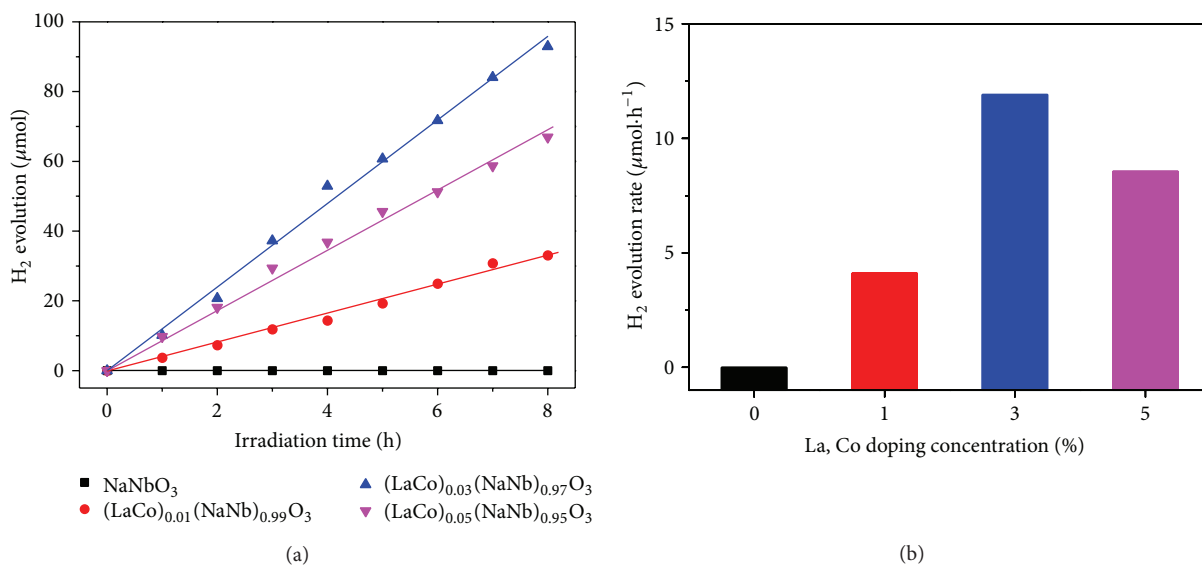 100
80
60
40
20
0
H₂ evolution (μmol)
0 2 4 6 8
Irradiation time (h)
NaNbO₃
(LaCo)₀.₀₁(NaNb)₀.₉₉O₃
(LaCo)₀.₀₃(NaNb)₀.₉₇O₃
(LaCo)₀.₀₅(NaNb)₀.₉₅O₃
(a)
15
10
5
0
H₂ evolution rate (μmol·h⁻¹)
0 1 3 5
La, Co doping concentration (%)
(b)